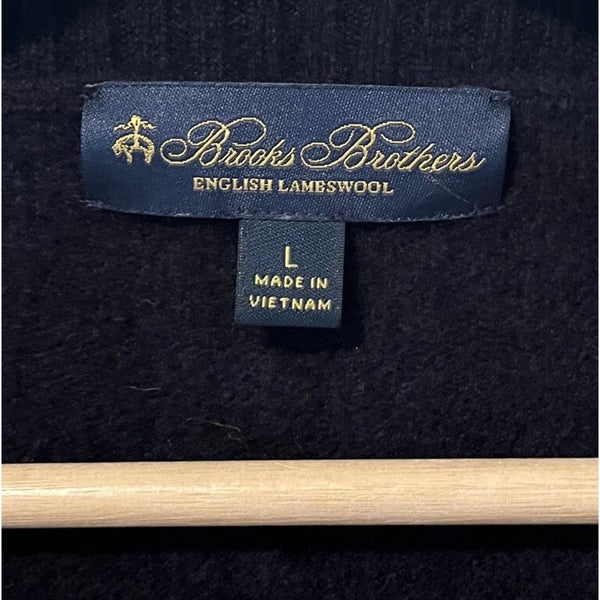 Brooks Brothers
ENGLISH LAMBSWOOL
L
MADE IN
VIETNAM